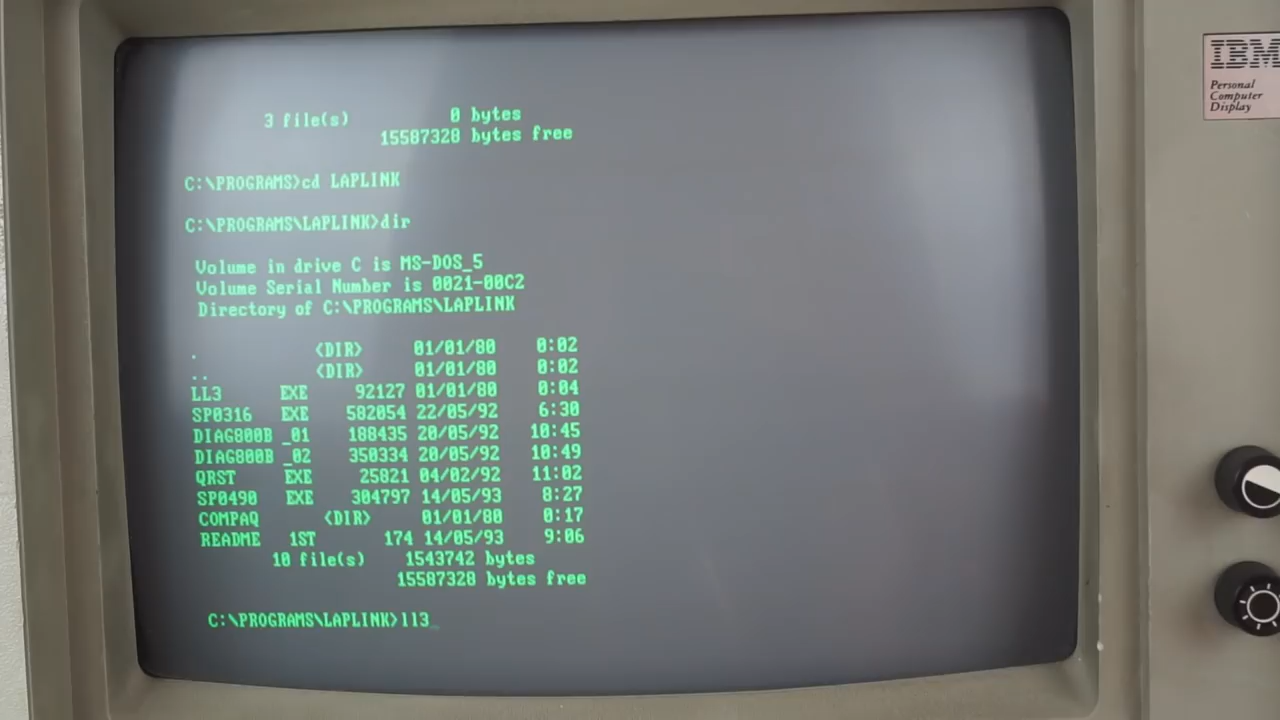 3 file(s) 0 bytes
15587328 bytes free
C:\PROGRAMS>cd LAPLINK
C:\PROGRAMS\LAPLINK>dir
Volume in drive C is MS-DOS_5
Volume Serial Number is 0021-00C2
Directory of C:\PROGRAMS\LAPLINK
. <DIR> 01/01/80 0:02
.. <DIR> 01/01/80 0:02
LL3 EXE 92127 01/01/80 0:04
SP0316 EXE 582054 22/05/92 6:30
DIAG800B _01 188435 20/05/92 10:45
DIAG800B _02 350334 20/05/92 10:49
QRST EXE 25821 04/02/92 11:02
SP0490 EXE 304797 14/05/93 8:27
COMPAQ <DIR> 01/01/80 0:17
README 1ST 174 14/05/93 9:06
10 file(s) 1543742 bytes
15587328 bytes free
C:\PROGRAMS\LAPLINK>ll3_
IBM
Personal
Computer
Display